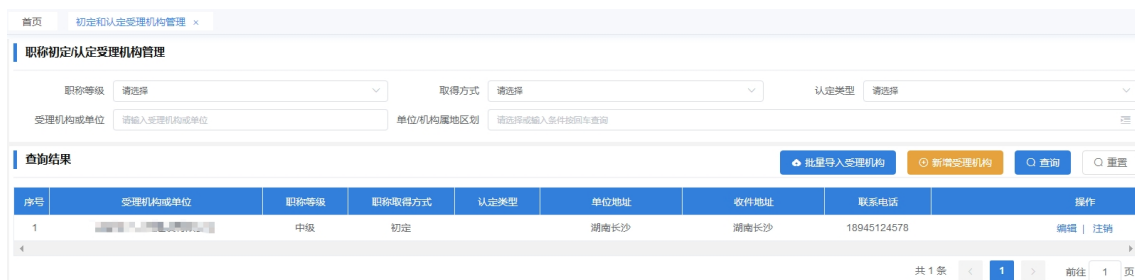 首页 初定和认定受理机构管理 ×
职称初定/认定受理机构管理
职称等级 请选择 取得方式 请选择 认定类型 请选择
受理机构或单位 请输入受理机构或单位 单位/机构属地区划 请选择或输入条件按回车查询
查询结果 批量导入受理机构 新增受理机构 查询 重置
序号 受理机构或单位 职称等级 职称取得方式 认定类型 单位地址 收件地址 联系电话 操作
1 中级 初定 湖南长沙 湖南长沙 18945124578 编辑 | 注销
共 1 条 < 1 > 前往 1 页